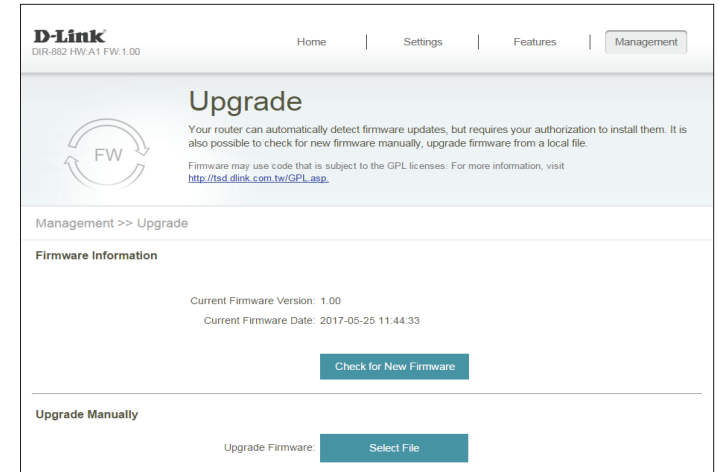 D-Link
DIR-882 HW:A1 FW:1.00
Home | Settings | Features | Management
Upgrade
Your router can automatically detect firmware updates, but requires your authorization to install them. It is
also possible to check for new firmware manually, upgrade firmware from a local file.
FW
Firmware may use code that is subject to the GPL licenses. For more information, visit
http://tsd.dlink.com.tw/GPL.asp.
Management >> Upgrade
Firmware Information
Current Firmware Version: 1.00
Current Firmware Date: 2017-05-25 11:44:33
Check for New Firmware
Upgrade Manually
Upgrade Firmware: Select File